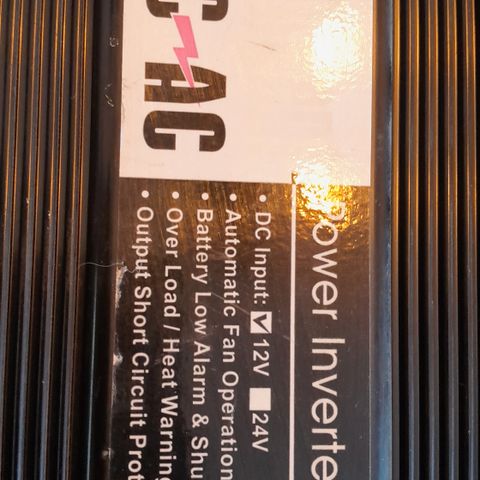 C AC
Power Inverte
• DC Input: ☑ 12V ☐ 24V
• Automatic Fan Operation
• Battery Low Alarm & Shu
• Over Load / Heat Warning
• Output Short Circuit Prot